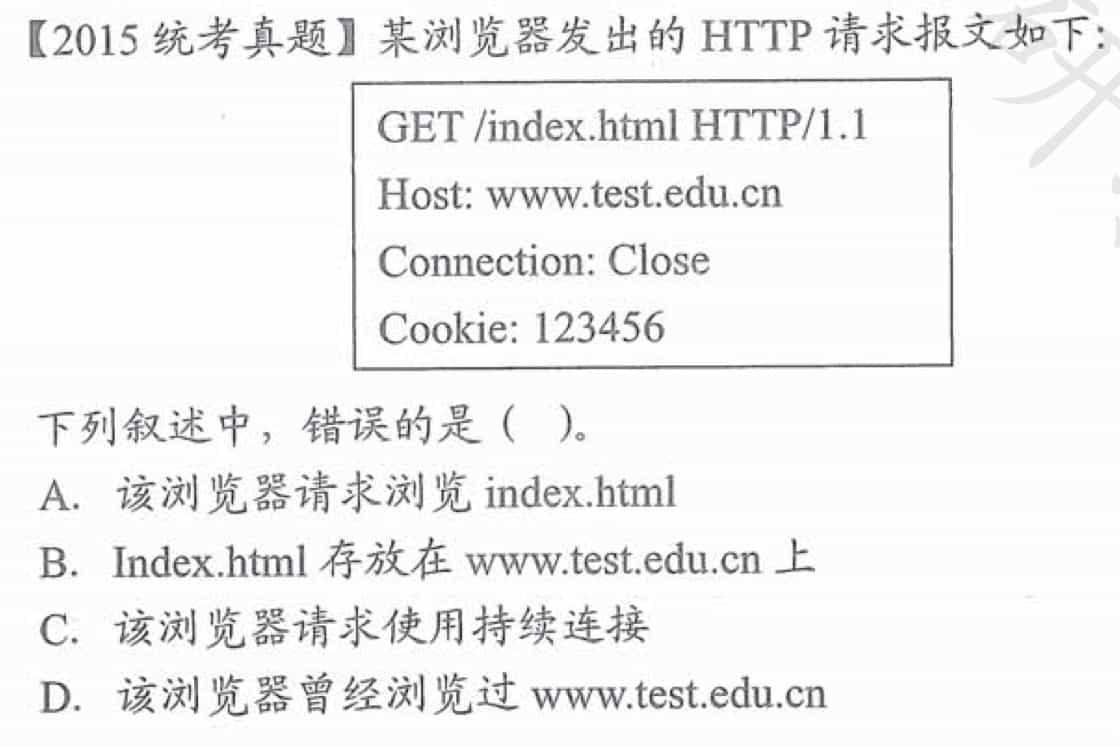 【2015 统考真题】某浏览器发出的 HTTP 请求报文如下:
GET /index.html HTTP/1.1
Host: www.test.edu.cn
Connection: Close
Cookie: 123456
下列叙述中，错误的是（ ）。
A. 该浏览器请求浏览 index.html
B. Index.html 存放在 www.test.edu.cn 上
C. 该浏览器请求使用持续连接
D. 该浏览器曾经浏览过 www.test.edu.cn